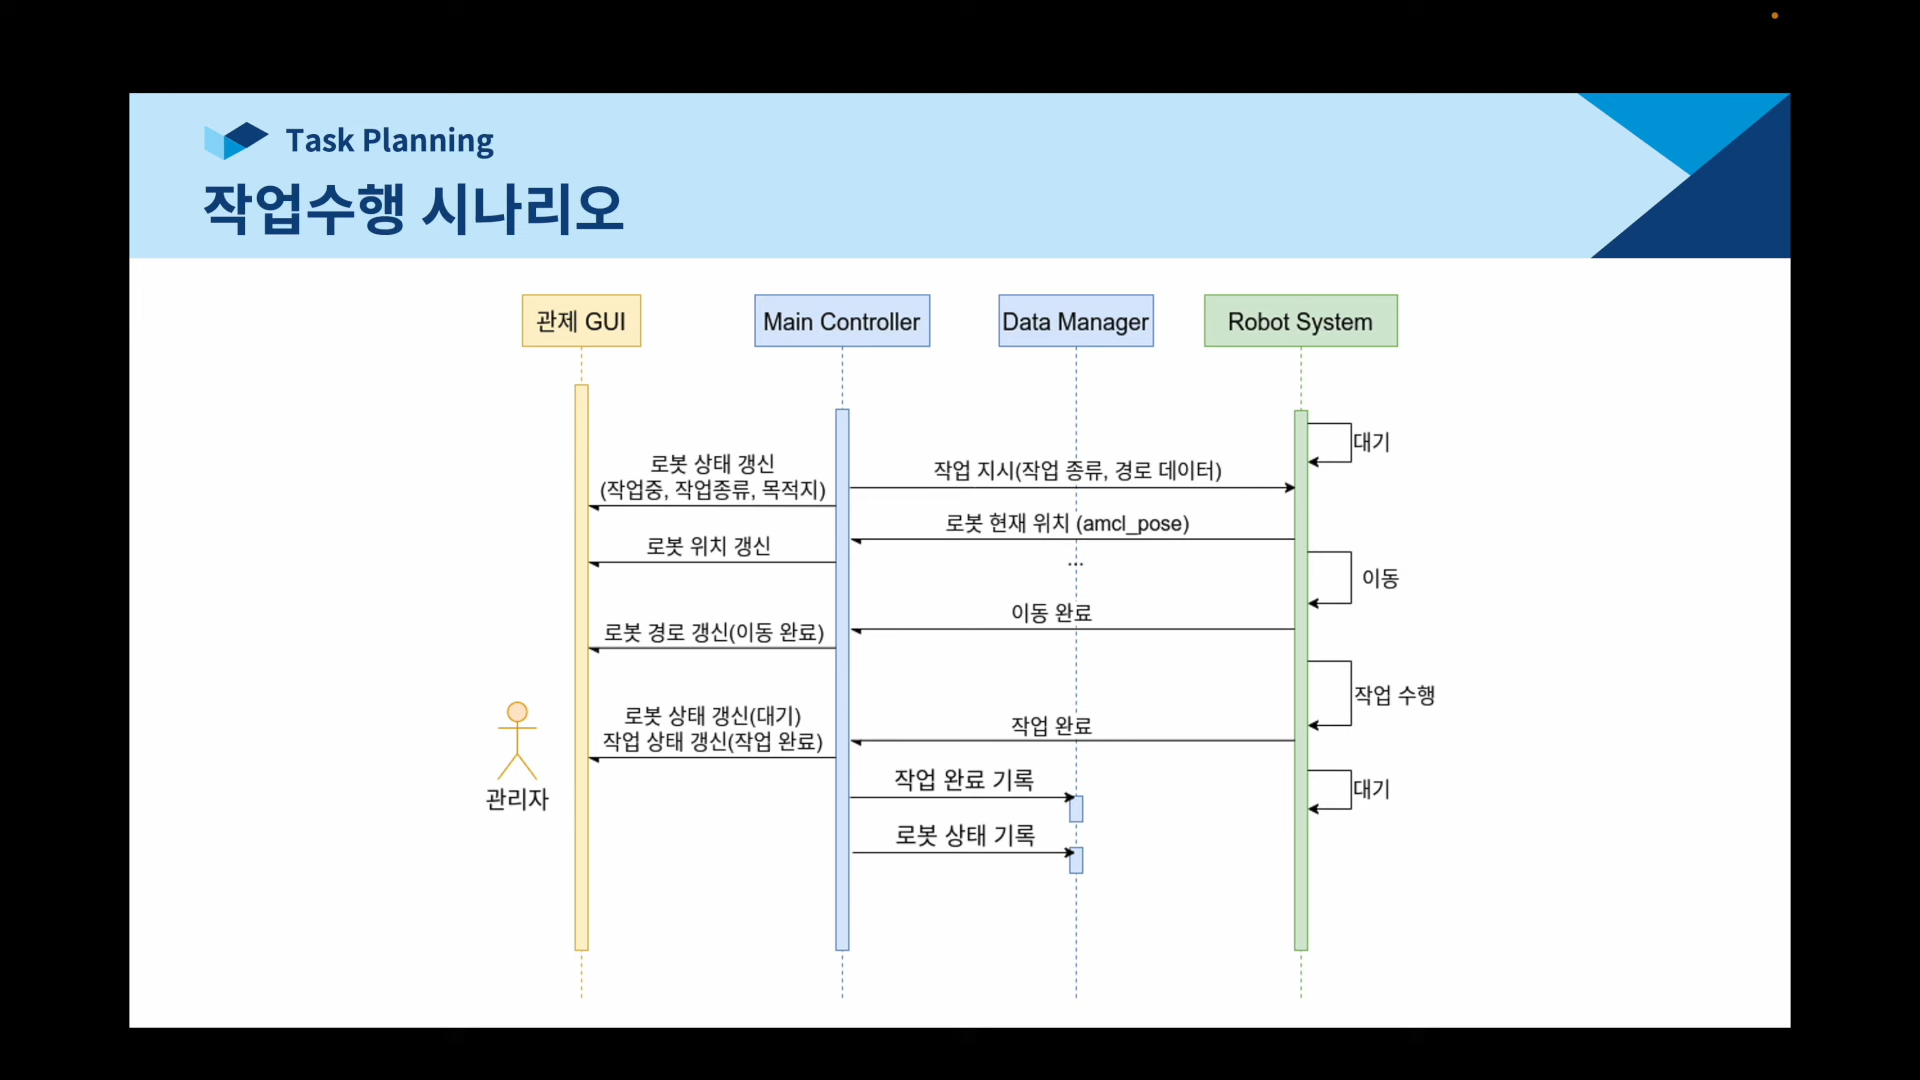 Task Planning
작업수행 시나리오
관제 GUI
Main Controller
Data Manager
Robot System
대기
로봇 상태 갱신
(작업중, 작업종류, 목적지)
작업 지시(작업 종류, 경로 데이터)
로봇 현재 위치 (amcl_pose)
로봇 위치 갱신
...
이동
이동 완료
로봇 경로 갱신(이동 완료)
작업 수행
로봇 상태 갱신(대기)
작업 상태 갱신(작업 완료)
작업 완료
작업 완료 기록
대기
관리자
로봇 상태 기록